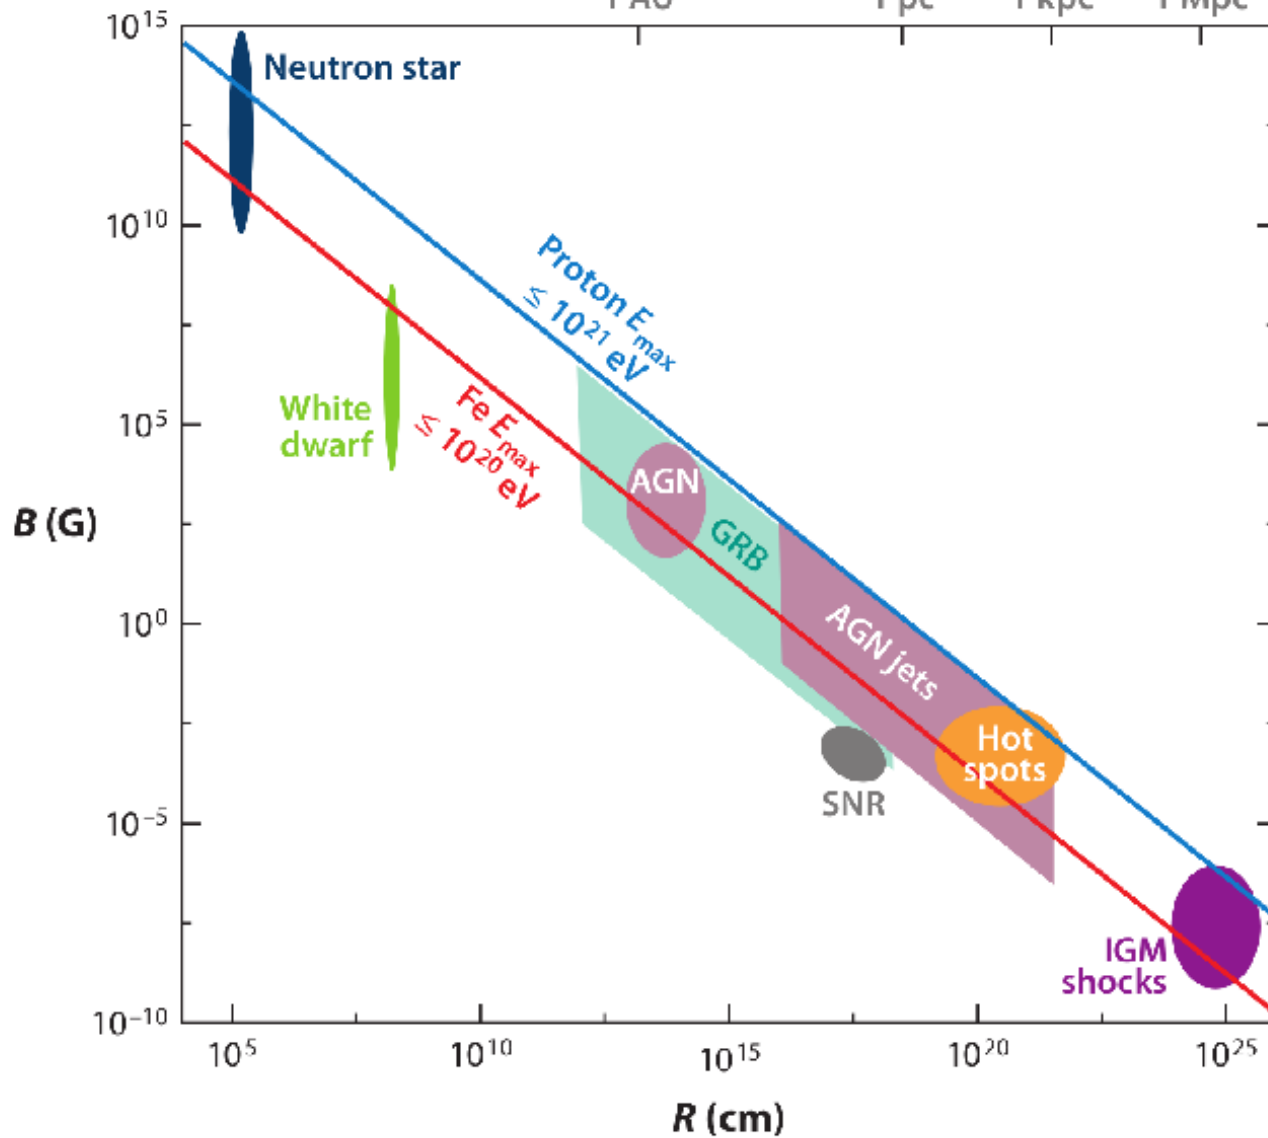 1 AU 1 pc 1 kpc 1 Mpc
10¹⁵
Neutron star
10¹⁰
Proton E_max
≤ 10²¹ eV
White
dwarf
Fe E_max
≤ 10²⁰ eV
10⁵
AGN
B (G)
GRB
10⁰
AGN jets
Hot
spots
SNR
10⁻⁵
IGM
shocks
10⁻¹⁰
10⁵ 10¹⁰ 10¹⁵ 10²⁰ 10²⁵
R (cm)